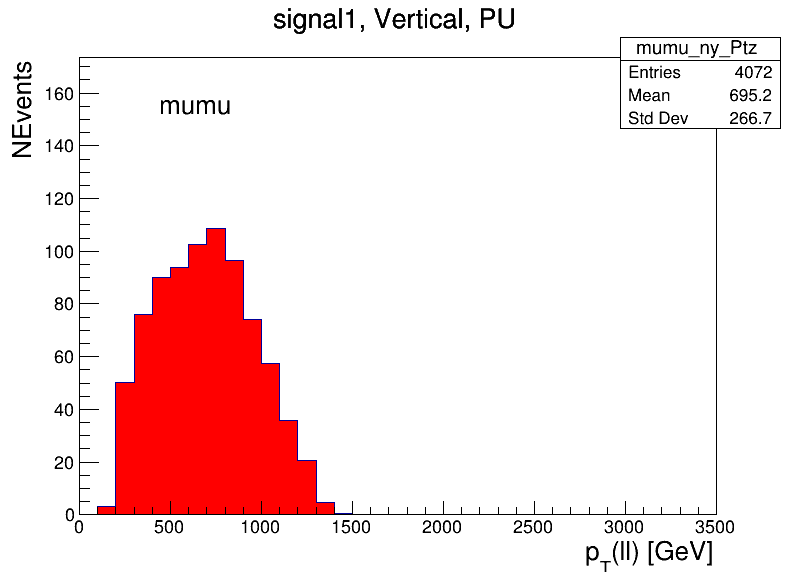 signal1, Vertical, PU
mumu_ny_Ptz
Entries 4072
Mean 695.2
Std Dev 266.7
NEvents
mumu
160
140
120
100
80
60
40
20
0
0 500 1000 1500 2000 2500 3000 3500
p_T(ll) [GeV]